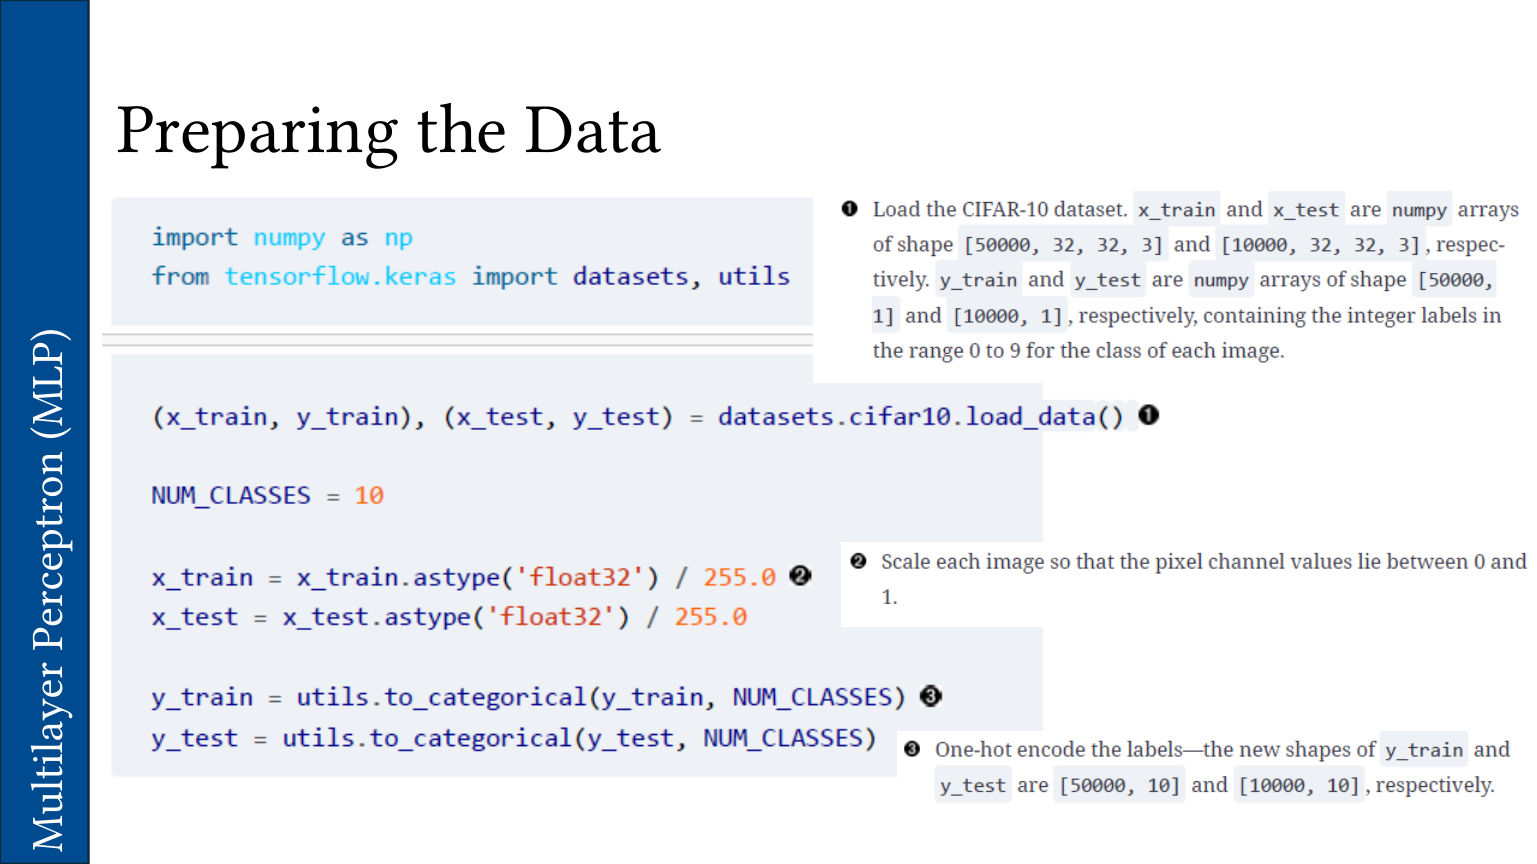 Multilayer Perceptron (MLP)
Preparing the Data
import numpy as np
from tensorflow.keras import datasets, utils
(x_train, y_train), (x_test, y_test) = datasets.cifar10.load_data() ❶
NUM_CLASSES = 10
x_train = x_train.astype('float32') / 255.0 ❷
x_test = x_test.astype('float32') / 255.0
y_train = utils.to_categorical(y_train, NUM_CLASSES) ❸
y_test = utils.to_categorical(y_test, NUM_CLASSES)
❶ Load the CIFAR-10 dataset. x_train and x_test are numpy arrays
of shape [50000, 32, 32, 3] and [10000, 32, 32, 3], respec-
tively. y_train and y_test are numpy arrays of shape [50000,
1] and [10000, 1], respectively, containing the integer labels in
the range 0 to 9 for the class of each image.
❷ Scale each image so that the pixel channel values lie between 0 and
1.
❸ One-hot encode the labels—the new shapes of y_train and
y_test are [50000, 10] and [10000, 10], respectively.